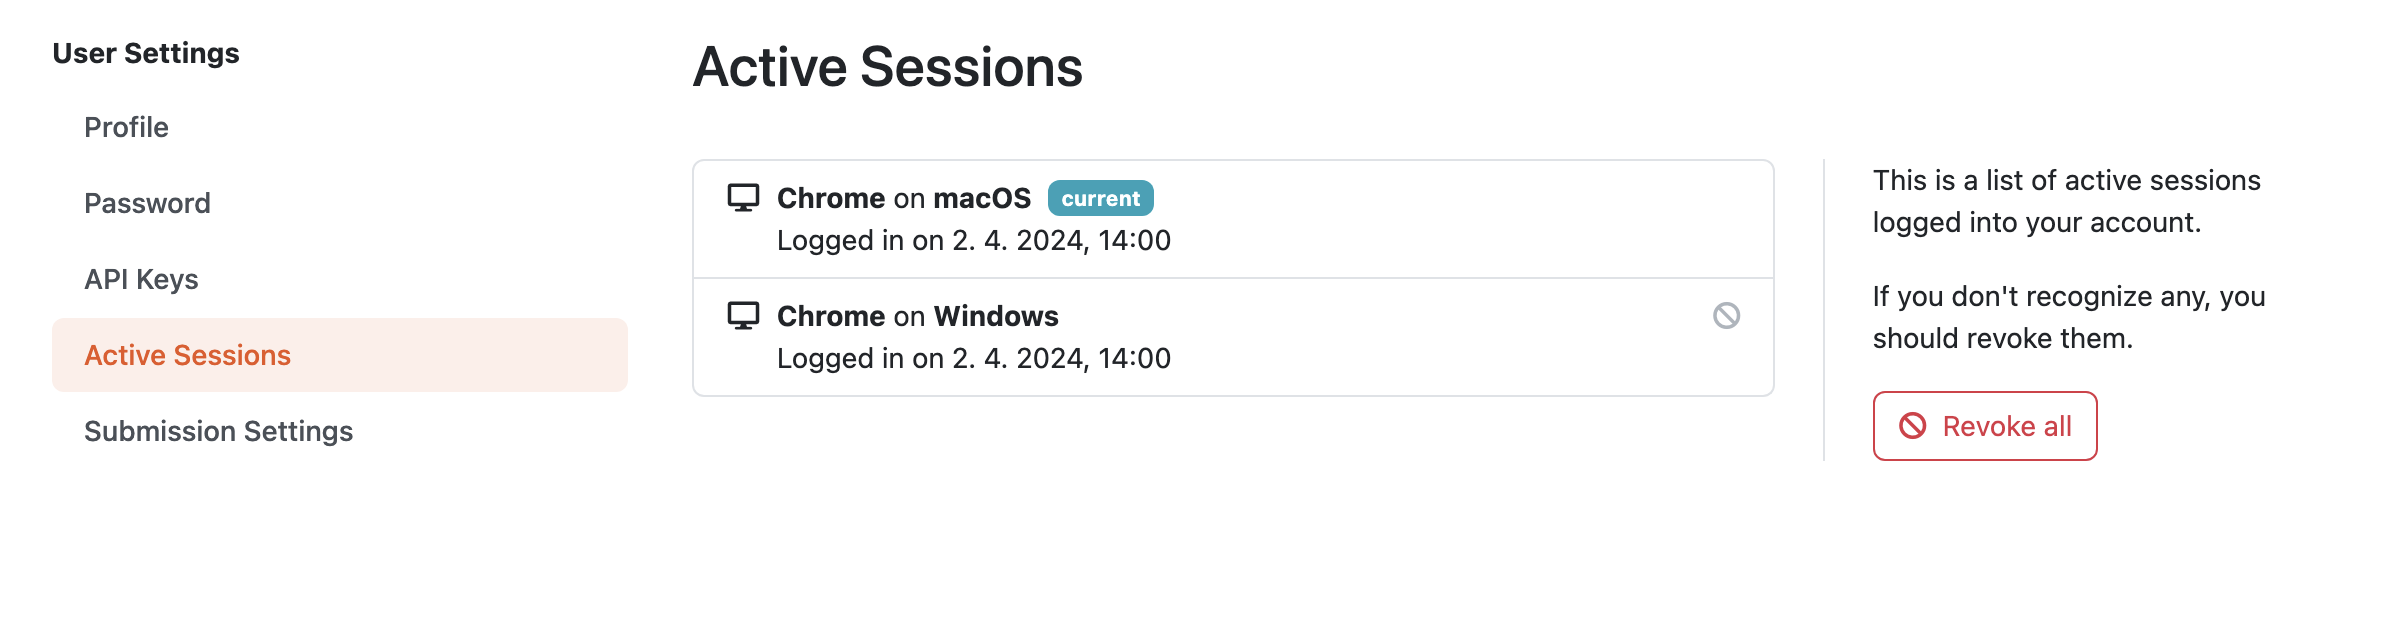 User Settings
Profile
Password
API Keys
Active Sessions
Submission Settings
Active Sessions
Chrome on macOS current
Logged in on 2. 4. 2024, 14:00
Chrome on Windows
Logged in on 2. 4. 2024, 14:00
This is a list of active sessions
logged into your account.
If you don't recognize any, you
should revoke them.
Revoke all